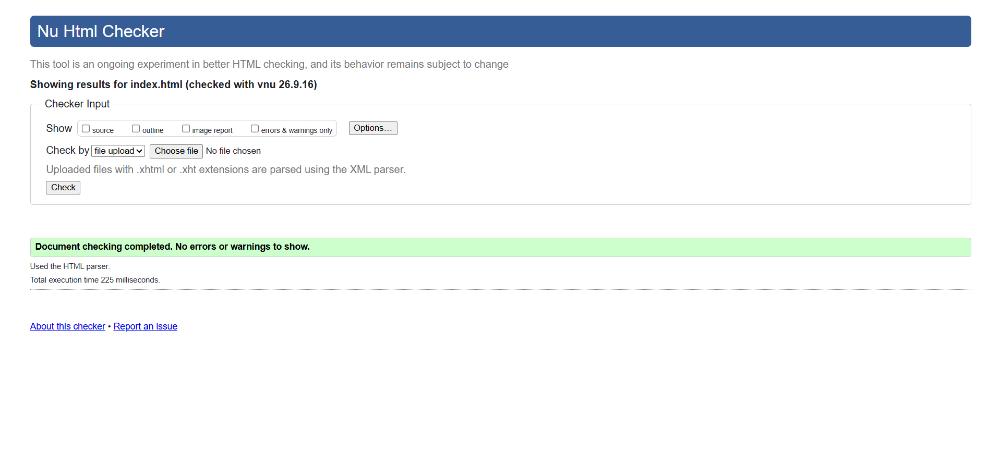 Nu Html Checker
This tool is an ongoing experiment in better HTML checking, and its behavior remains subject to change
Showing results for index.html (checked with vnu 26.9.16)
Checker Input
Show source outline image report errors & warnings only Options…
Check by file upload Choose file No file chosen
Uploaded files with .xhtml or .xht extensions are parsed using the XML parser.
Check
Document checking completed. No errors or warnings to show.
Used the HTML parser.
Total execution time 225 milliseconds.
About this checker • Report an issue